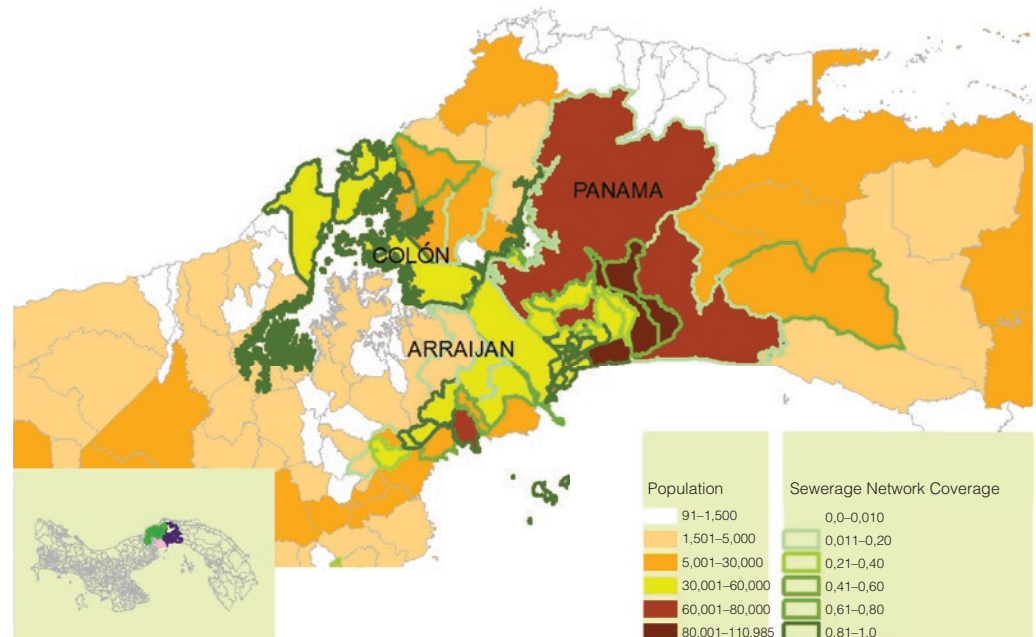 PANAMA
COLÓN
ARRAIJAN
Population
91–1,500
1,501–5,000
5,001–30,000
30,001–60,000
60,001–80,000
80,001–110,985
Sewerage Network Coverage
0,0–0,010
0,011–0,20
0,21–0,40
0,41–0,60
0,61–0,80
0,81–1,0